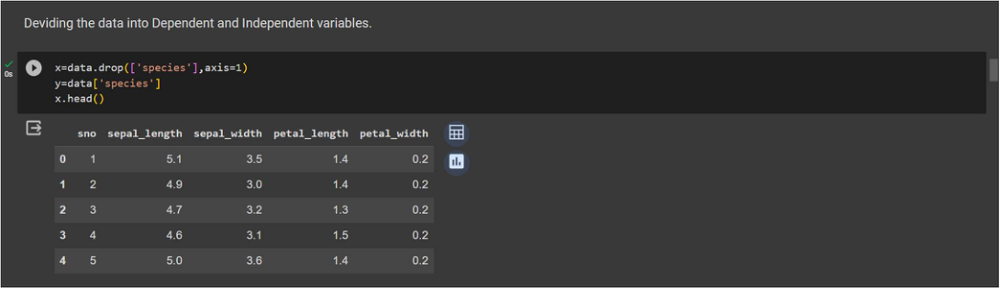 Deviding the data into Dependent and Independent variables.
0s
x=data.drop(['species'],axis=1)
y=data['species']
x.head()
sno sepal_length sepal_width petal_length petal_width
0 1 5.1 3.5 1.4 0.2
1 2 4.9 3.0 1.4 0.2
2 3 4.7 3.2 1.3 0.2
3 4 4.6 3.1 1.5 0.2
4 5 5.0 3.6 1.4 0.2